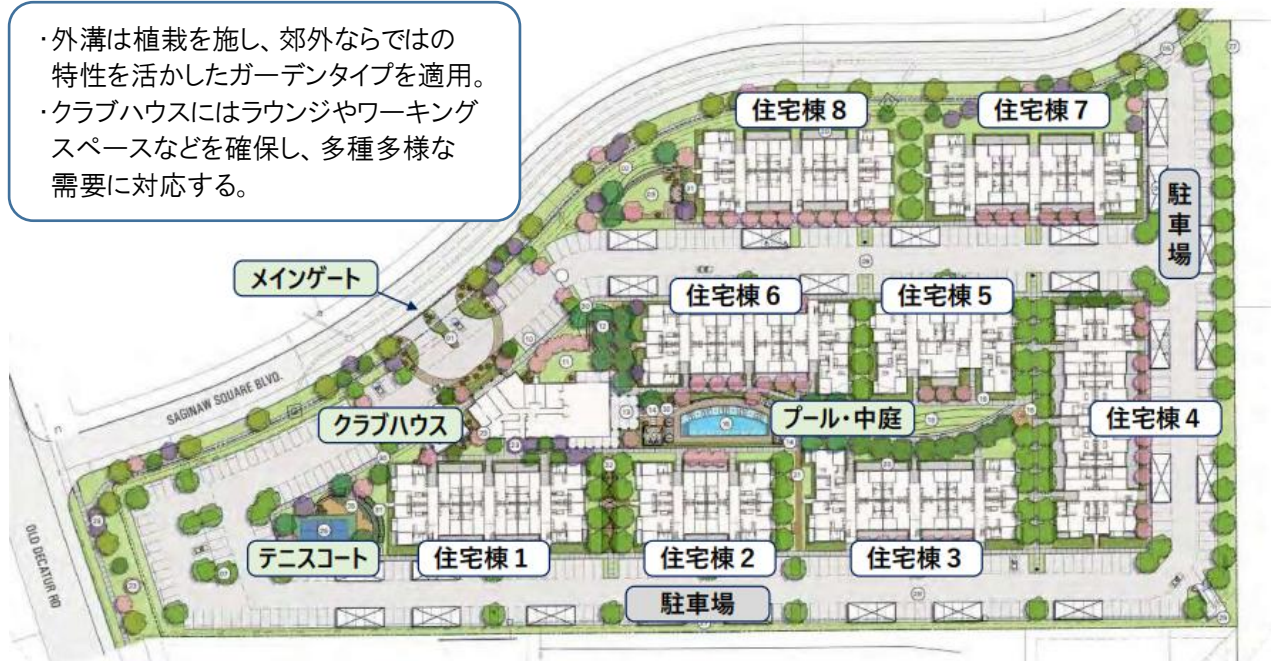 ・外溝は植栽を施し、郊外ならではの
特性を活かしたガーデンタイプを適用。
・クラブハウスにはラウンジやワーキング
スペースなどを確保し、多種多様な
需要に対応する。
住宅棟8
住宅棟7
駐車場
メインゲート
住宅棟6
住宅棟5
SAGINAW SQUARE BLVD.
クラブハウス
プール・中庭
住宅棟4
OLD DECATUR RD
テニスコート
住宅棟1
住宅棟2
住宅棟3
駐車場